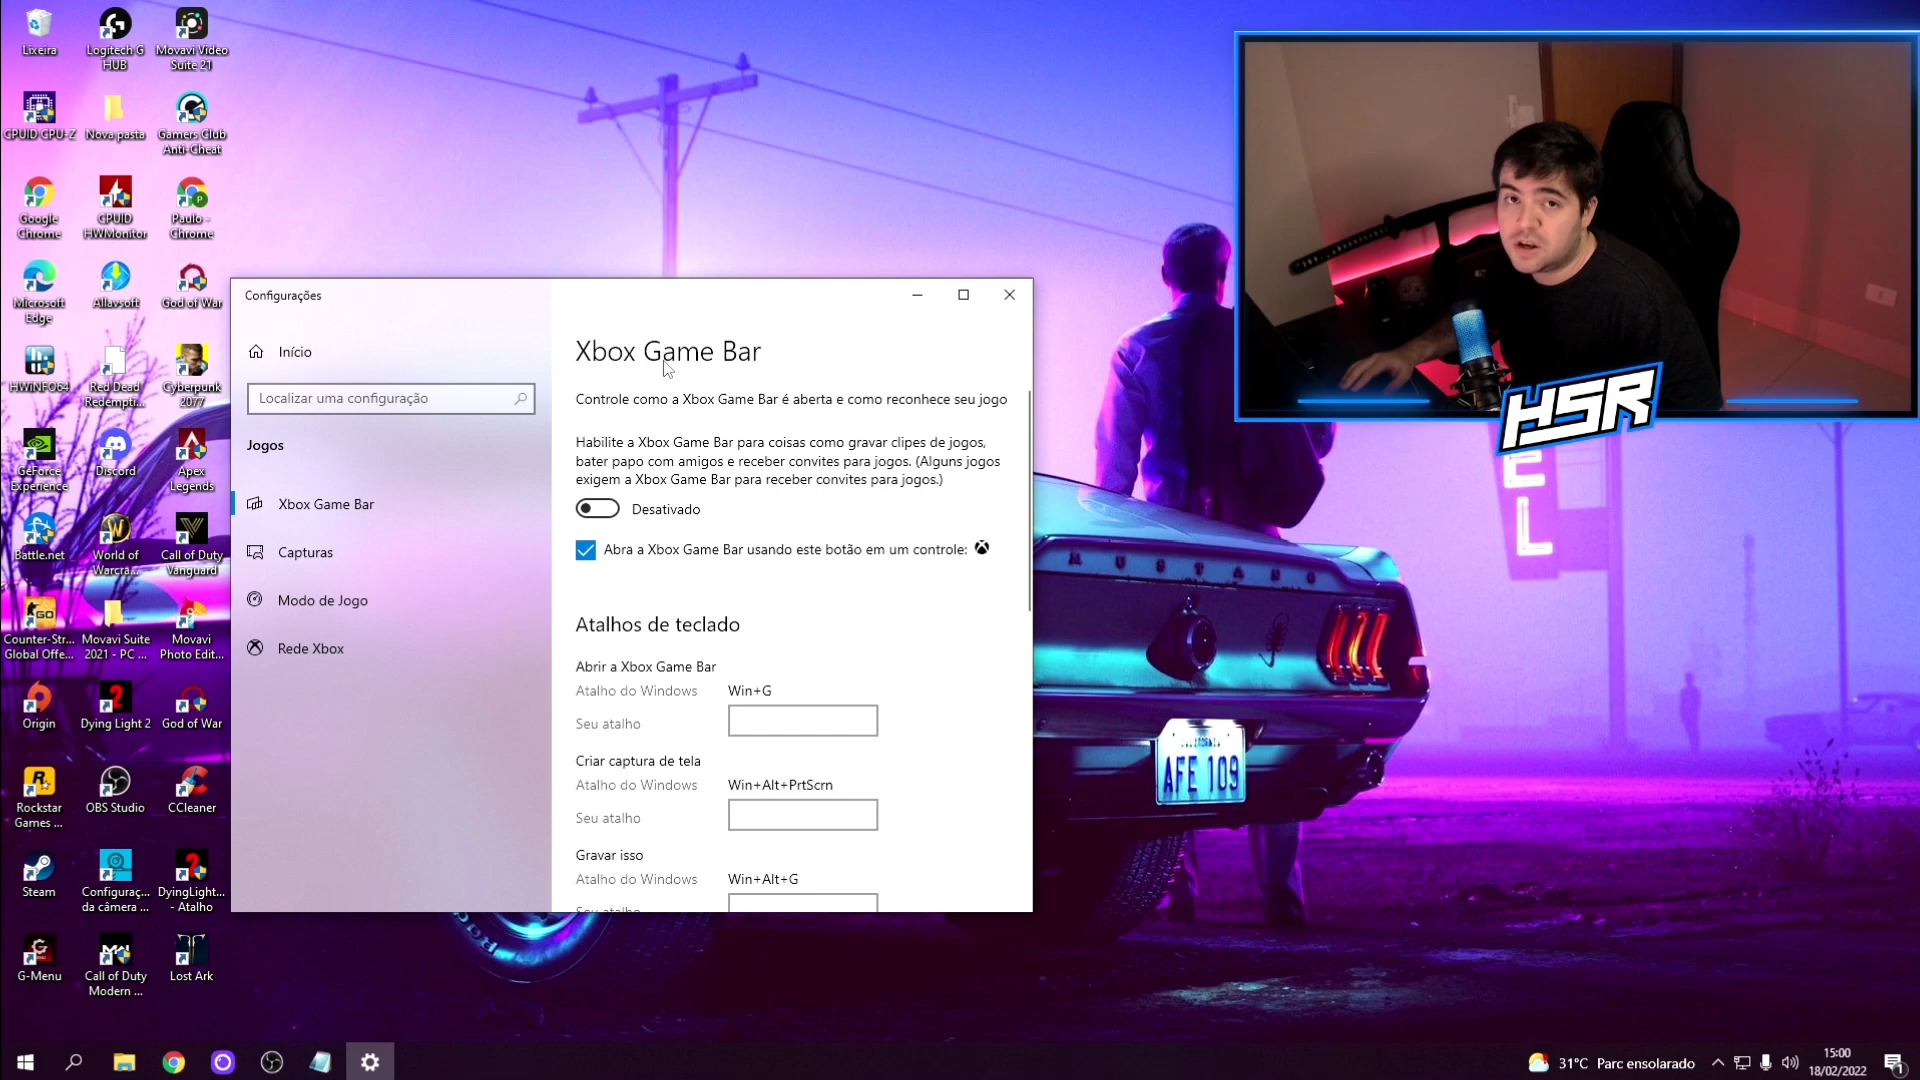 Lixeira
Logitech G
HUB
Movavi Video
Suite 21
CPUID CPU-Z
Nova pasta
Gamers Club
Anti-Cheat
Google
Chrome
CPUID
HWMonitor
Paulo -
Chrome
Microsoft
Edge
Allavsoft
God of War
HWiNFO64
Red Dead
Redempti...
Cyberpunk
2077
GeForce
Experience
Discord
Apex
Legends
Battle.net
World of
Warcra...
Call of Duty
Vanguard
Counter-Str...
Global Offe...
Movavi Suite
2021 - PC ...
Movavi
Photo Edit...
Origin
Dying Light 2
God of War
Rockstar
Games ...
OBS Studio
CCleaner
Steam
Configuraç...
da câmera ...
DyingLight...
- Atalho
G-Menu
Call of Duty
Modern ...
Lost Ark
Configurações
Início
Localizar uma configuração
Jogos
Xbox Game Bar
Capturas
Modo de Jogo
Rede Xbox
Xbox Game Bar
Controle como a Xbox Game Bar é aberta e como reconhece seu jogo
Habilite a Xbox Game Bar para coisas como gravar clipes de jogos,
bater papo com amigos e receber convites para jogos. (Alguns jogos
exigem a Xbox Game Bar para receber convites para jogos.)
Desativado
Abra a Xbox Game Bar usando este botão em um controle:
Atalhos de teclado
Abrir a Xbox Game Bar
Atalho do Windows Win+G
Seu atalho
Criar captura de tela
Atalho do Windows Win+Alt+PrtScrn
Seu atalho
Gravar isso
Atalho do Windows Win+Alt+G
Seu atalho
HSR
EL
MUSTANG
CALIFORNIA
AFE 109
31°C Parc ensolarado
15:00
18/02/2022
1